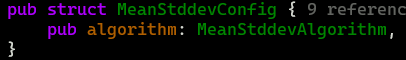 pub struct MeanStddevConfig { 9 referenc
    pub algorithm: MeanStddevAlgorithm,
}